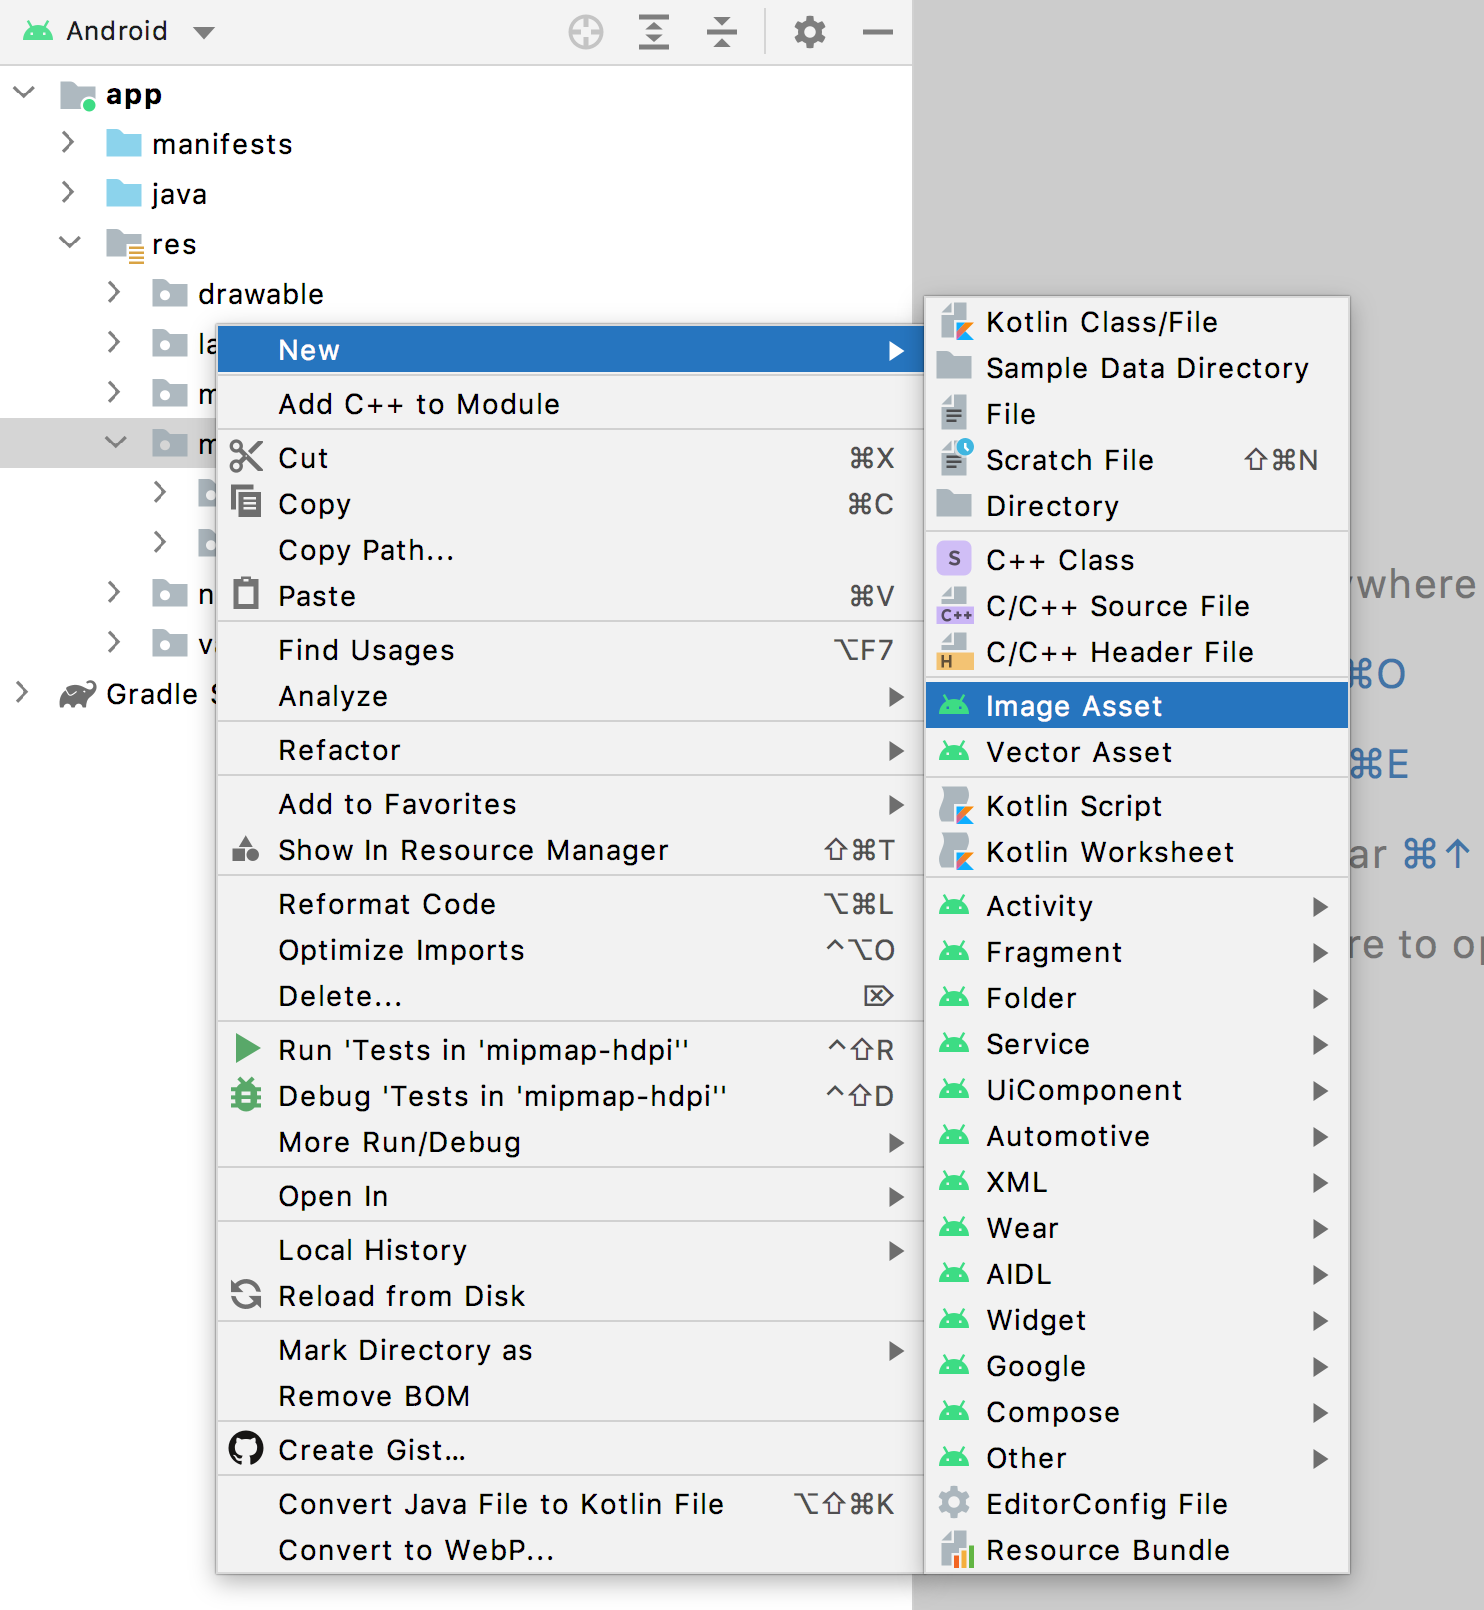 Android
app
manifests
java
res
drawable
la
m
m
n
va
Gradle S
New
Add C++ to Module
Cut ⌘X
Copy ⌘C
Copy Path...
Paste ⌘V
Find Usages ⌥F7
Analyze
Refactor
Add to Favorites
Show In Resource Manager ⇧⌘T
Reformat Code ⌥⌘L
Optimize Imports ^⌥O
Delete... ⌦
Run 'Tests in 'mipmap-hdpi'' ^⇧R
Debug 'Tests in 'mipmap-hdpi'' ^⇧D
More Run/Debug
Open In
Local History
Reload from Disk
Mark Directory as
Remove BOM
Create Gist...
Convert Java File to Kotlin File ⌥⇧⌘K
Convert to WebP...
Kotlin Class/File
Sample Data Directory
File
Scratch File ⇧⌘N
Directory
S C++ Class
C++ C/C++ Source File
H C/C++ Header File
Image Asset
Vector Asset
Kotlin Script
Kotlin Worksheet
Activity
Fragment
Folder
Service
UiComponent
Automotive
XML
Wear
AIDL
Widget
Google
Compose
Other
EditorConfig File
Resource Bundle
ywhere
⌘O
⌘E
ar ⌘↑
re to op